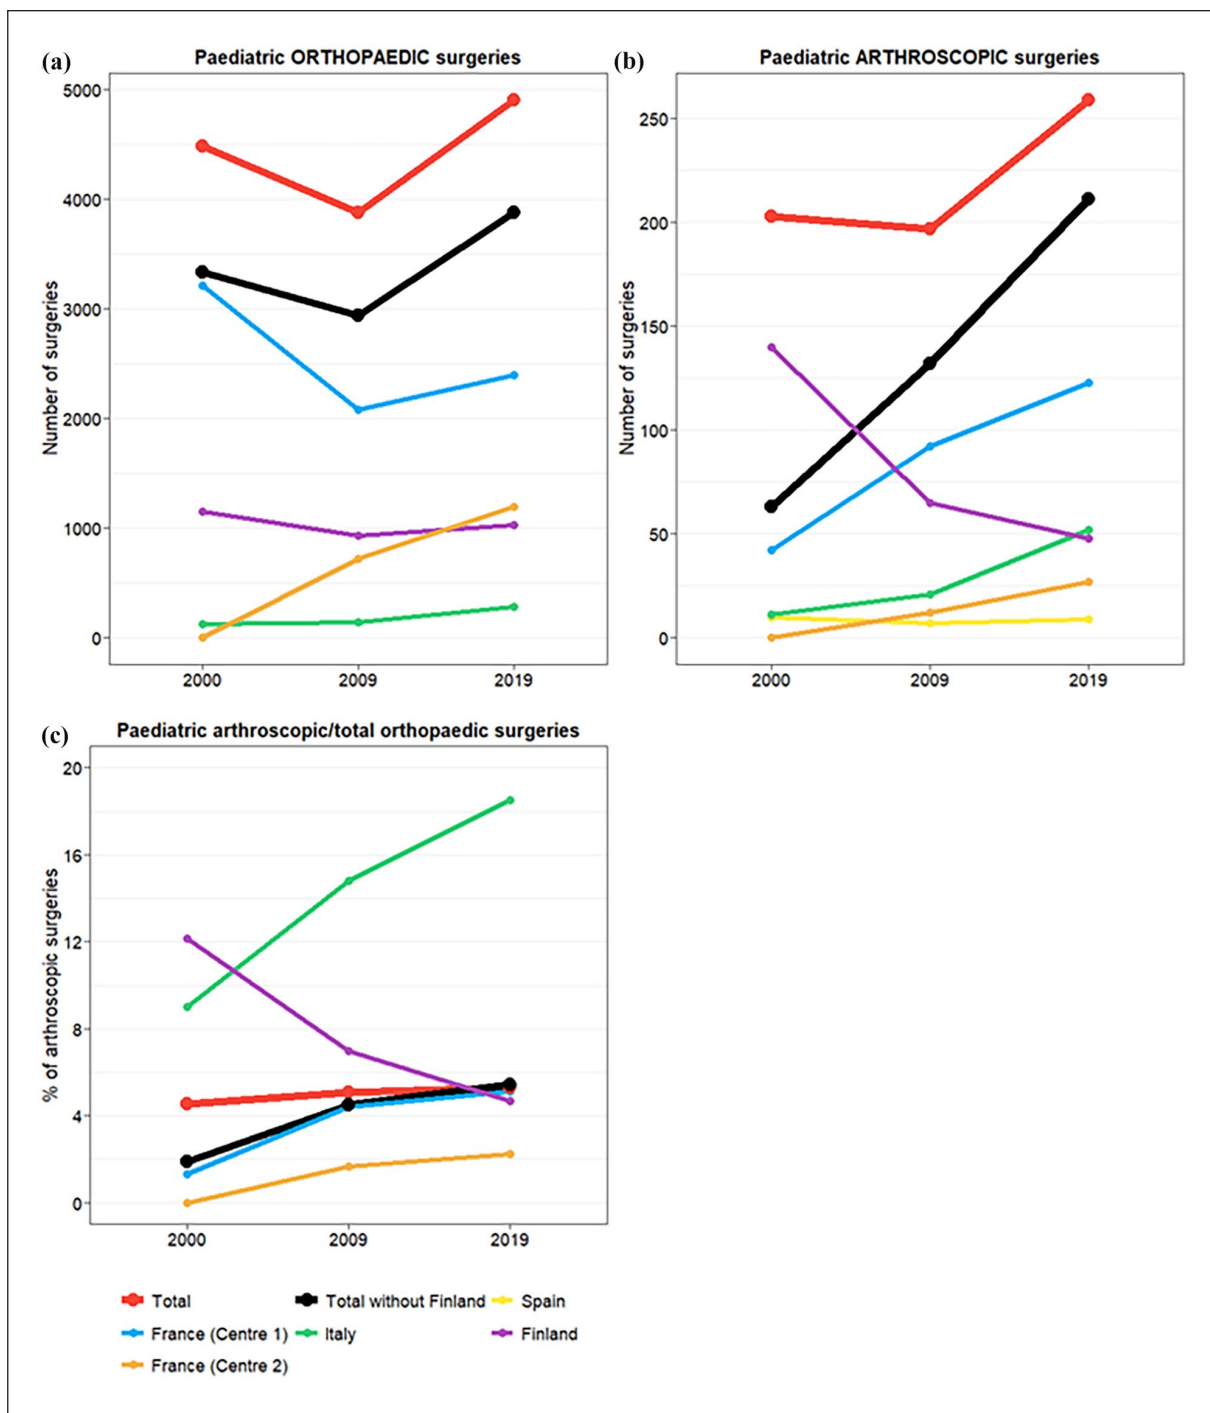 (a)
Paediatric ORTHOPAEDIC surgeries
Number of surgeries
5000
4000
3000
2000
1000
0
2000 2009 2019
(b)
Paediatric ARTHROSCOPIC surgeries
Number of surgeries
250
200
150
100
50
0
2000 2009 2019
(c)
Paediatric arthroscopic/total orthopaedic surgeries
% of arthroscopic surgeries
20
16
12
8
4
0
2000 2009 2019
Total Total without Finland Spain
France (Centre 1) Italy Finland
France (Centre 2)